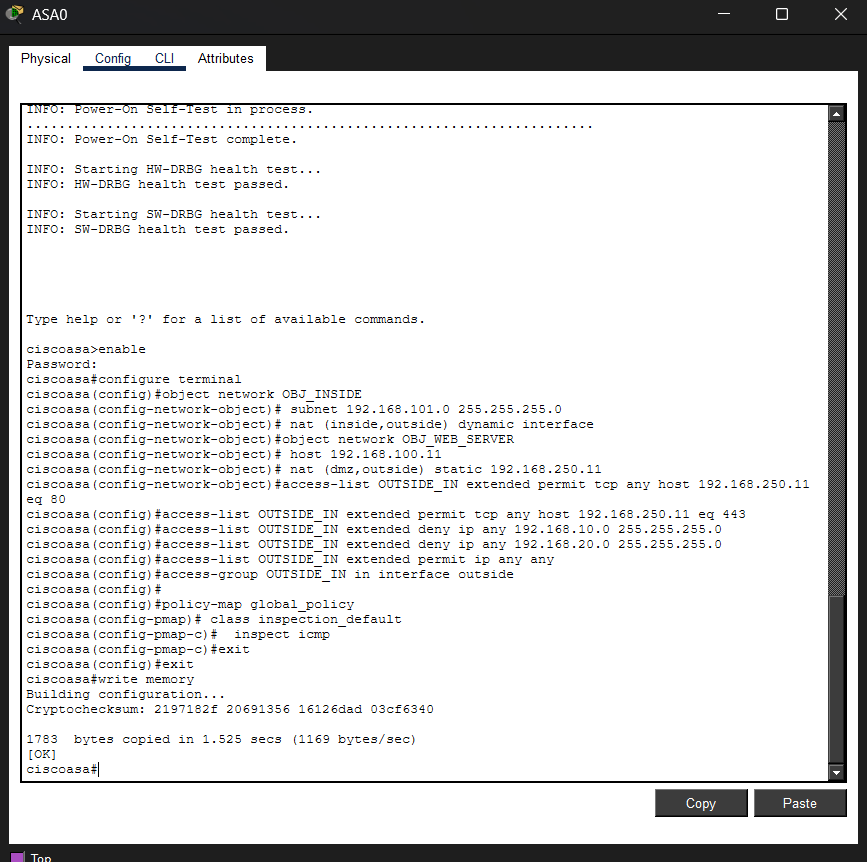 ASA0
Physical Config CLI Attributes
INFO: Power-On Self-Test in process.
.......................................................................
INFO: Power-On Self-Test complete.
INFO: Starting HW-DRBG health test...
INFO: HW-DRBG health test passed.
INFO: Starting SW-DRBG health test...
INFO: SW-DRBG health test passed.
Type help or '?' for a list of available commands.
ciscoasa>enable
Password:
ciscoasa#configure terminal
ciscoasa(config)#object network OBJ_INSIDE
ciscoasa(config-network-object)# subnet 192.168.101.0 255.255.255.0
ciscoasa(config-network-object)# nat (inside,outside) dynamic interface
ciscoasa(config-network-object)#object network OBJ_WEB_SERVER
ciscoasa(config-network-object)# host 192.168.100.11
ciscoasa(config-network-object)# nat (dmz,outside) static 192.168.250.11
ciscoasa(config-network-object)#access-list OUTSIDE_IN extended permit tcp any host 192.168.250.11
eq 80
ciscoasa(config)#access-list OUTSIDE_IN extended permit tcp any host 192.168.250.11 eq 443
ciscoasa(config)#access-list OUTSIDE_IN extended deny ip any 192.168.10.0 255.255.255.0
ciscoasa(config)#access-list OUTSIDE_IN extended deny ip any 192.168.20.0 255.255.255.0
ciscoasa(config)#access-list OUTSIDE_IN extended permit ip any any
ciscoasa(config)#access-group OUTSIDE_IN in interface outside
ciscoasa(config)#
ciscoasa(config)#policy-map global_policy
ciscoasa(config-pmap)# class inspection_default
ciscoasa(config-pmap-c)#  inspect icmp
ciscoasa(config-pmap-c)#exit
ciscoasa(config)#exit
ciscoasa#write memory
Building configuration...
Cryptochecksum: 2197182f 20691356 16126dad 03cf6340
1783  bytes copied in 1.525 secs (1169 bytes/sec)
[OK]
ciscoasa#
Copy Paste
Top